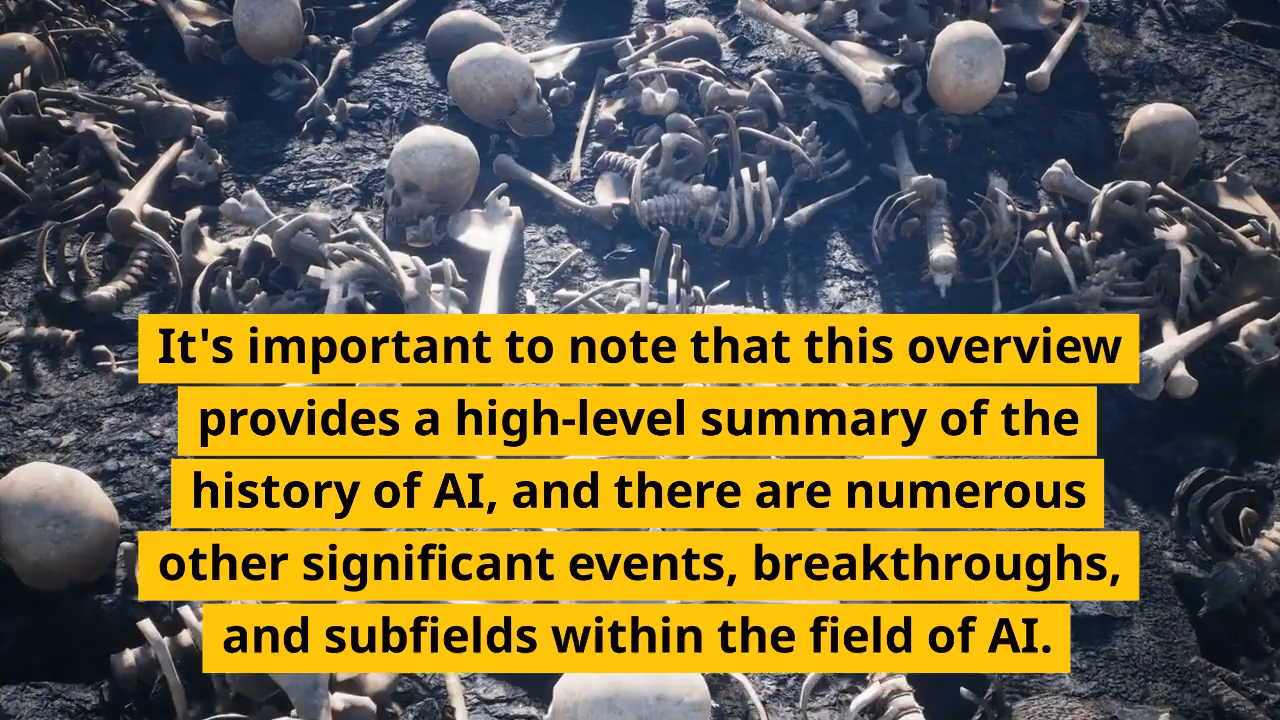 It's important to note that this overview
provides a high-level summary of the
history of AI, and there are numerous
other significant events, breakthroughs,
and subfields within the field of AI.